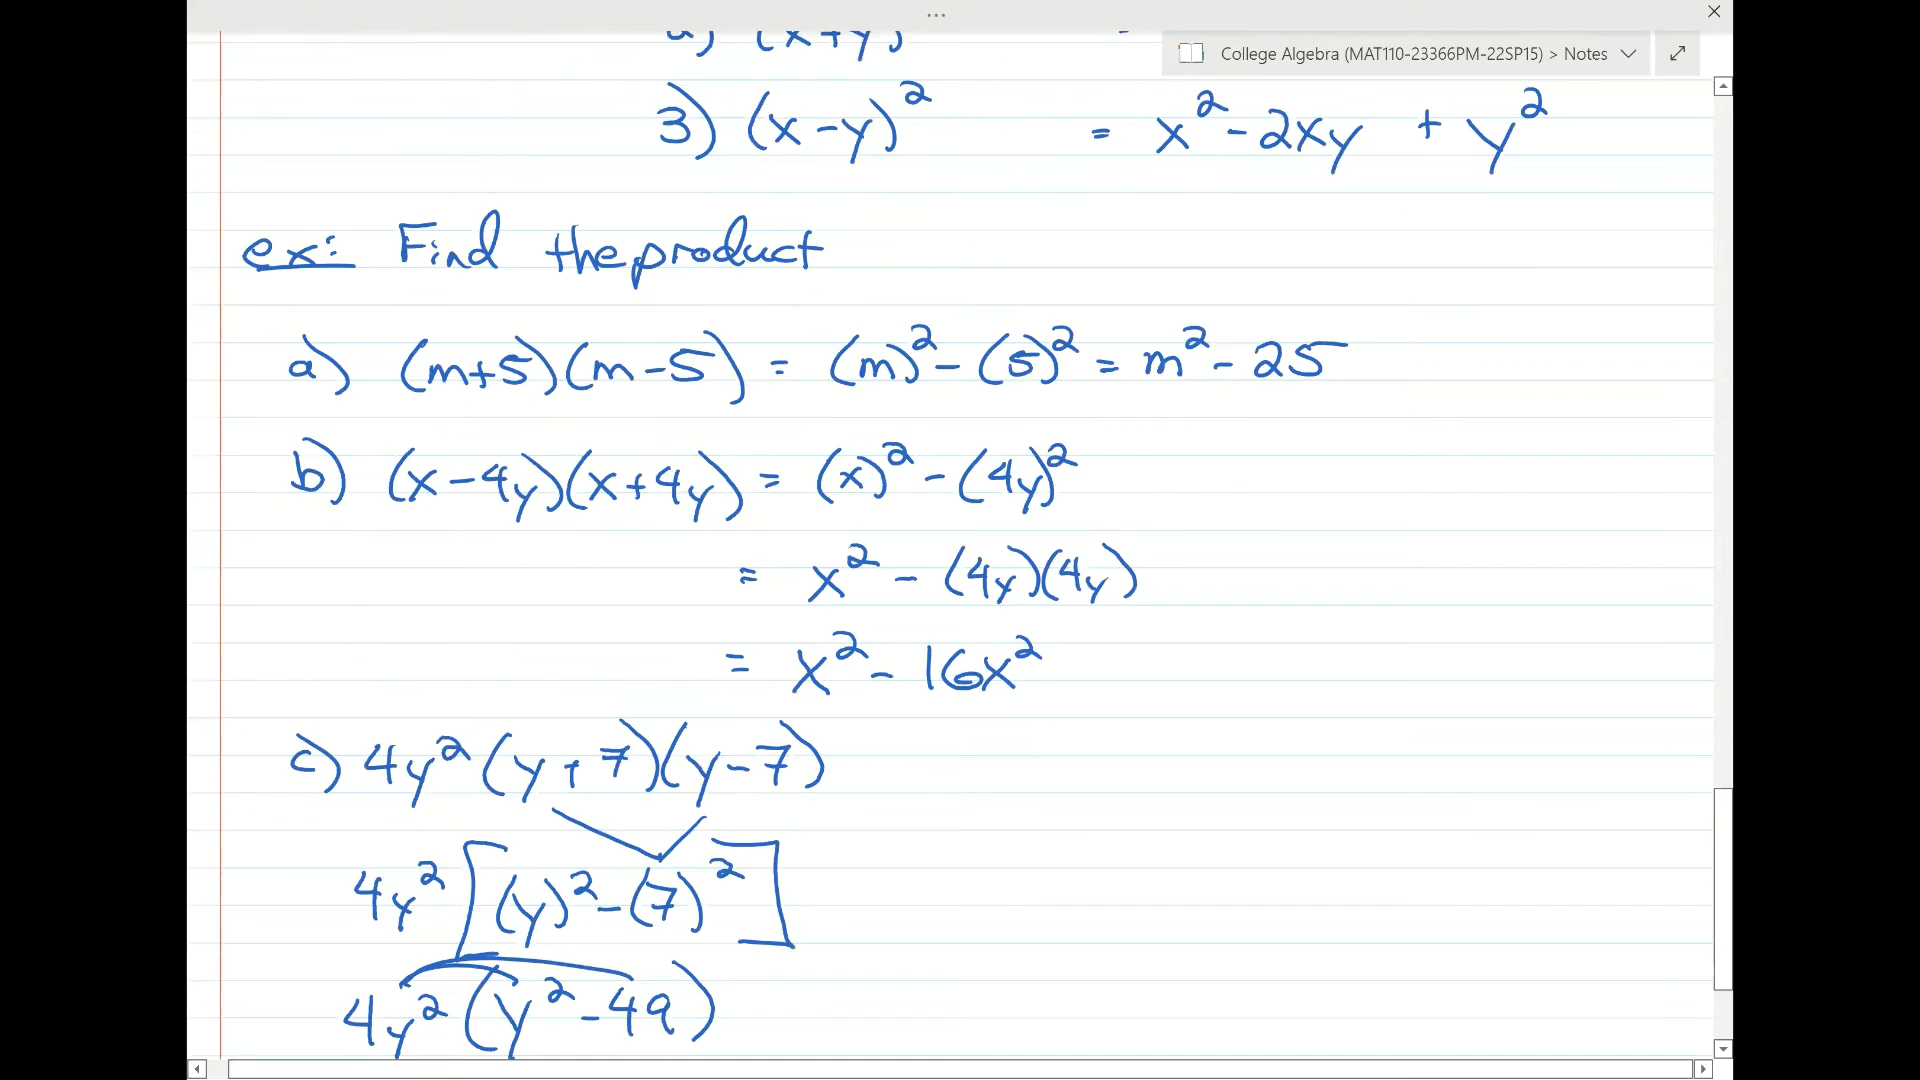 (x+y)
College Algebra (MAT110-23366PM-22SP15) > Notes
3) (x-y)² = x² - 2xy + y²
ex: Find the product
a) (m+5)(m-5) = (m)² - (5)² = m² - 25
b) (x-4y)(x+4y) = (x)² - (4y)²
= x² - (4y)(4y)
= x² - 16x²
c) 4y² (y+7)(y-7)
4y² [(y)² - (7)²]
4y² (y² - 49)